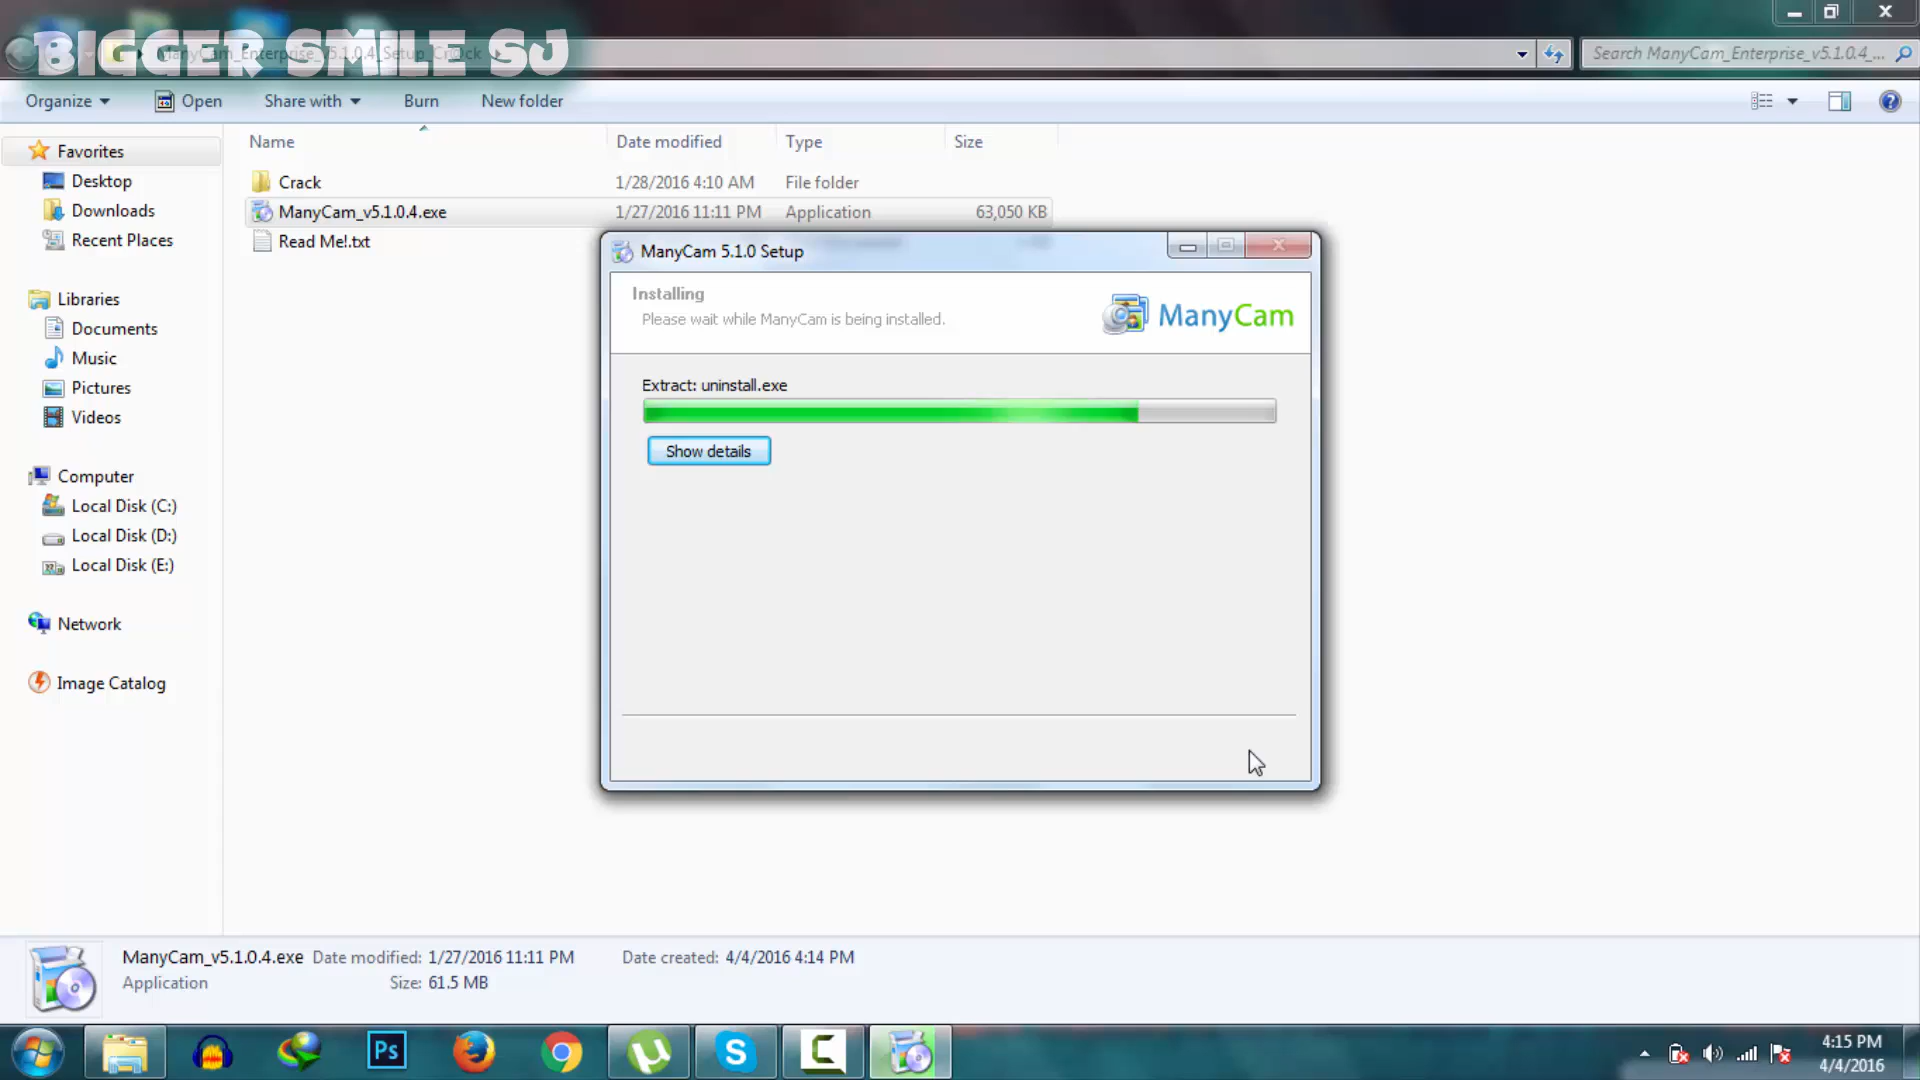 BIGGER SMILE SJ
ManyCam_Enterprise_v5.1.0.4_Setup_Crack
Search ManyCam_Enterprise_v5.1.0.4_...
Organize Open Share with Burn New folder
Name Date modified Type Size
Favorites
Desktop
Downloads
Recent Places
Libraries
Documents
Music
Pictures
Videos
Computer
Local Disk (C:)
Local Disk (D:)
Local Disk (E:)
Network
Image Catalog
Crack 1/28/2016 4:10 AM File folder
ManyCam_v5.1.0.4.exe 1/27/2016 11:11 PM Application 63,050 KB
Read Me!.txt
ManyCam 5.1.0 Setup
Installing
Please wait while ManyCam is being installed.
ManyCam
Extract: uninstall.exe
Show details
ManyCam_v5.1.0.4.exe Date modified: 1/27/2016 11:11 PM Date created: 4/4/2016 4:14 PM
Application Size: 61.5 MB
Ps
4:15 PM
4/4/2016